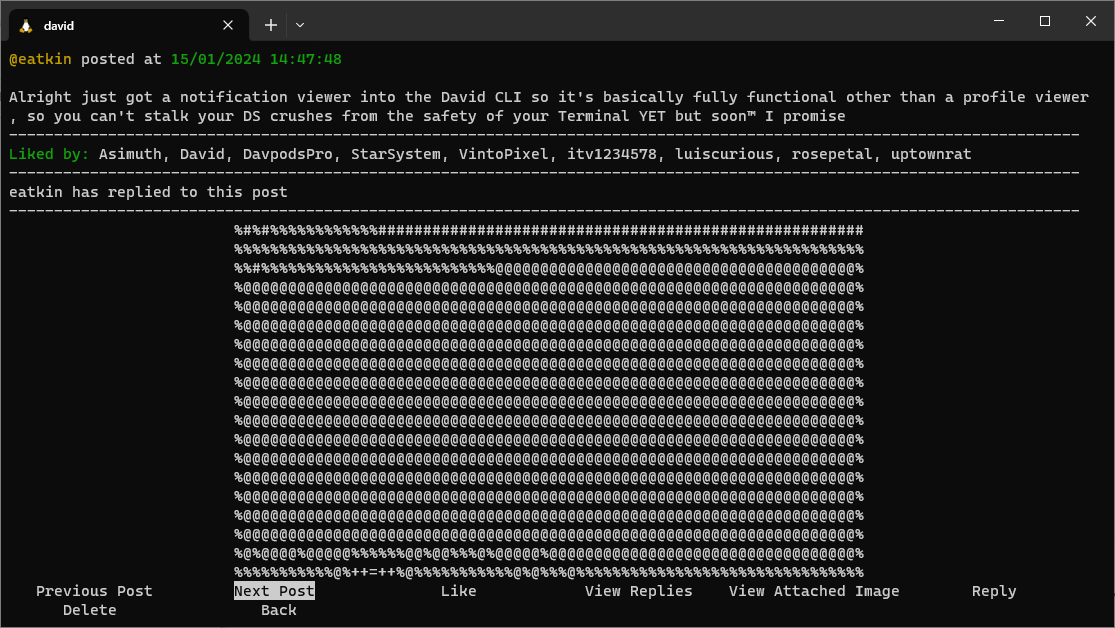 david
@eatkin posted at 15/01/2024 14:47:48
Alright just got a notification viewer into the David CLI so it's basically fully functional other than a profile viewer
, so you can't stalk your DS crushes from the safety of your Terminal YET but soon™ I promise
Liked by: Asimuth, David, DavpodsPro, StarSystem, VintoPixel, itv1234578, luiscurious, rosepetal, uptownrat
eatkin has replied to this post
Previous Post Next Post Like View Replies View Attached Image Reply
Delete Back